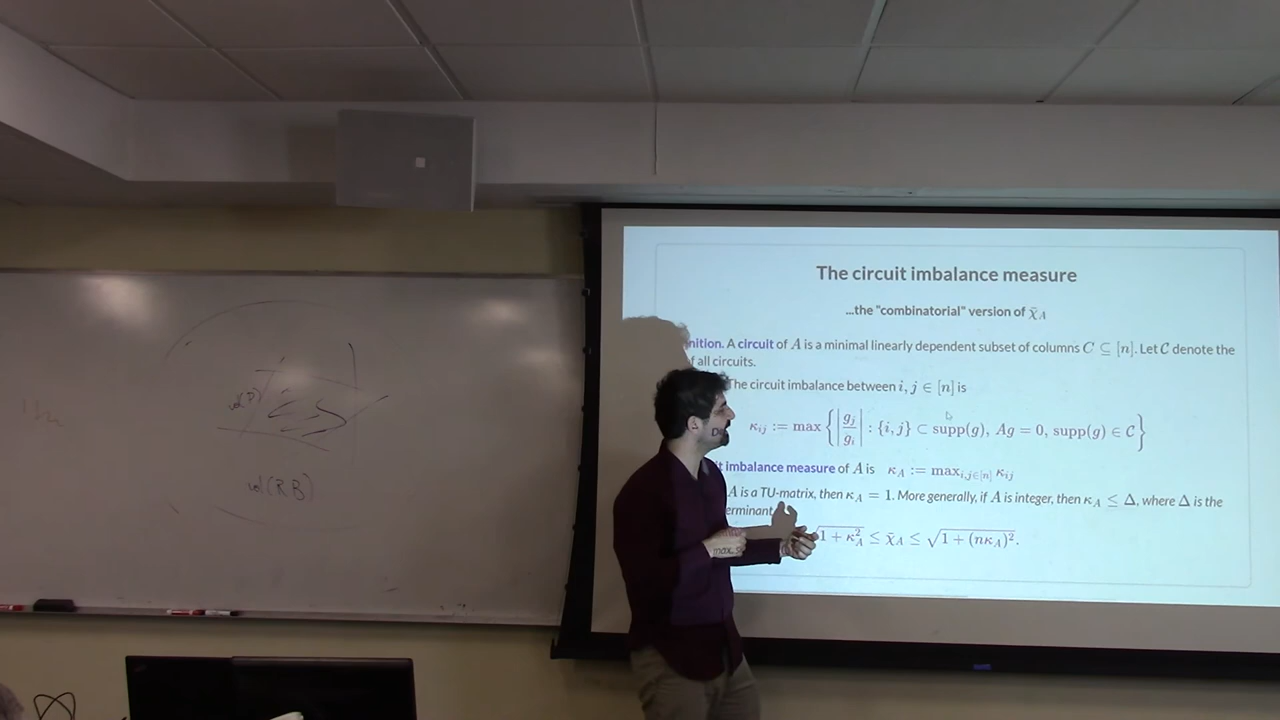 The circuit imbalance measure
...the "combinatorial" version of χ̄_A
nition. A circuit of A is a minimal linearly dependent subset of columns C ⊆ [n]. Let 𝒞 denote the
f all circuits.
The circuit imbalance between i, j ∈ [n] is
κ_ij := max { |g_j / g_i| : {i, j} ⊂ supp(g), Ag = 0, supp(g) ∈ 𝒞 }
it imbalance measure of A is κ_A := max_{i,j∈[n]} κ_ij
A is a TU-matrix, then κ_A = 1. More generally, if A is integer, then κ_A ≤ Δ, where Δ is the
erminant
√(1 + κ_A²) ≤ χ̄_A ≤ √(1 + (nκ_A)²).
vol(P)
vol(R B)